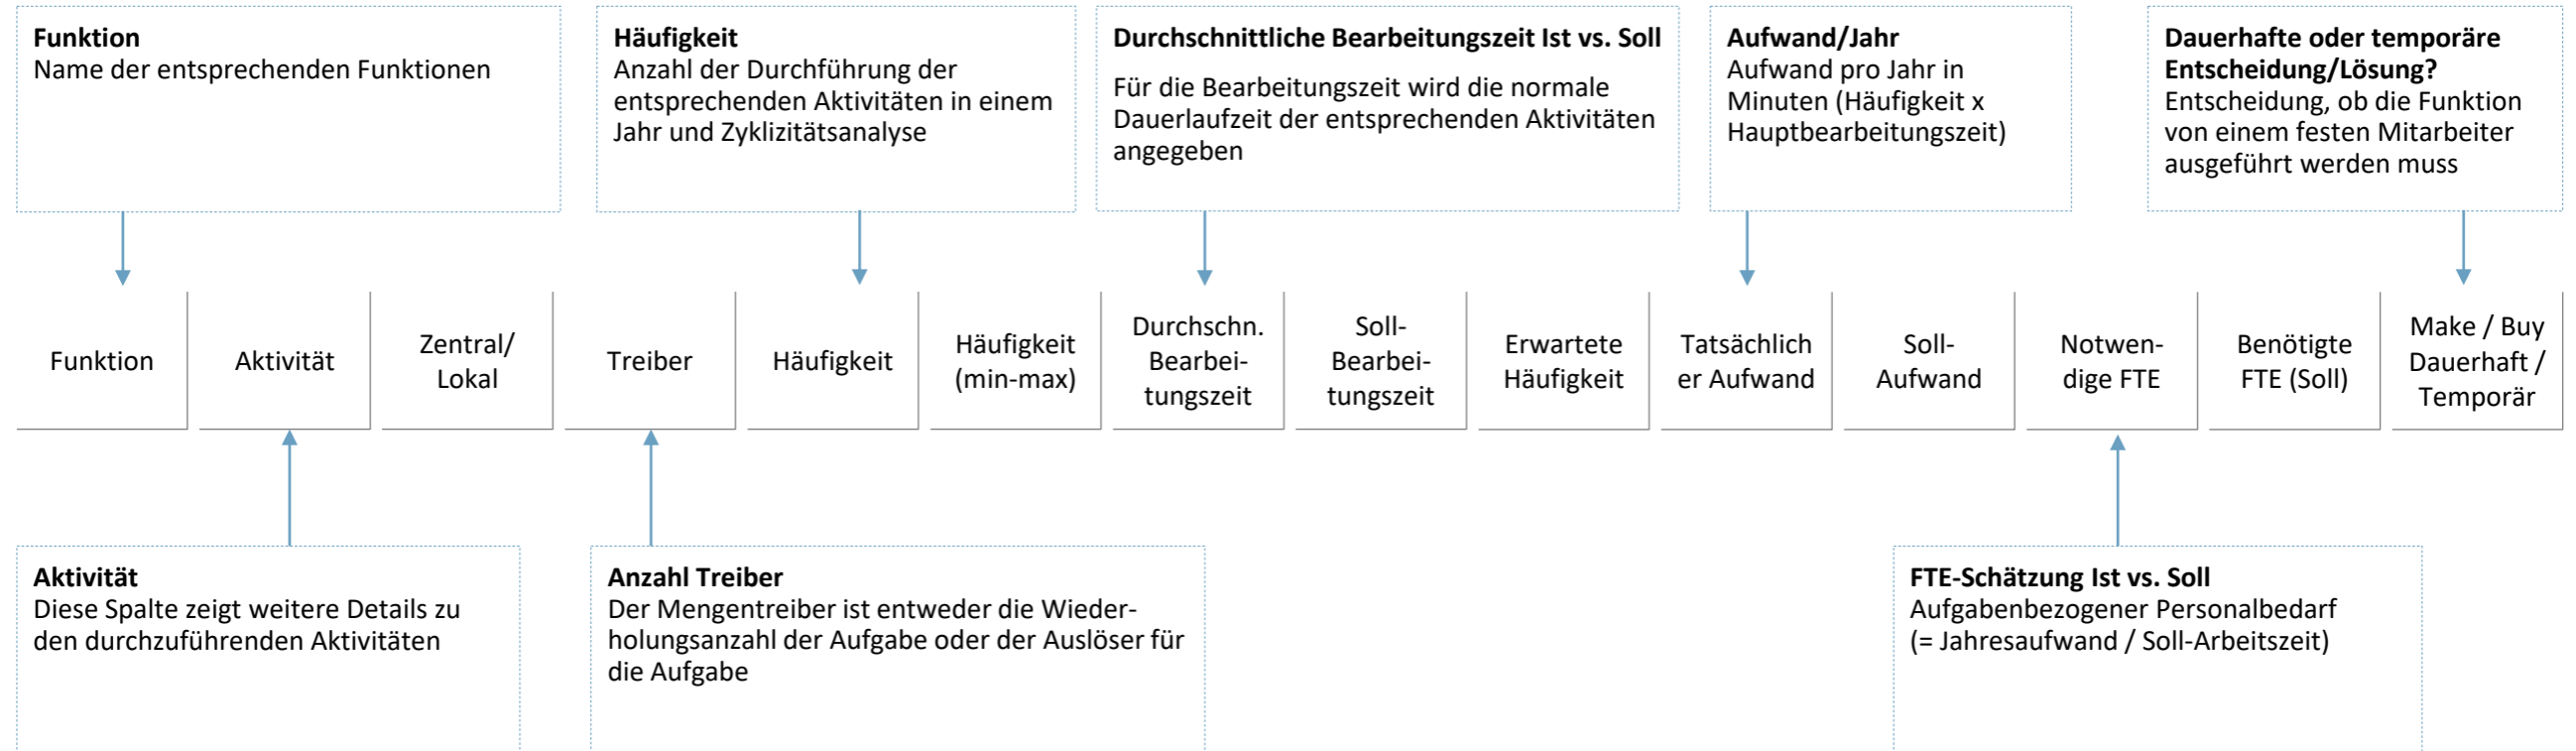 Funktion
Name der entsprechenden Funktionen
Häufigkeit
Anzahl der Durchführung der
entsprechenden Aktivitäten in einem
Jahr und Zyklizitätsanalyse
Durchschnittliche Bearbeitungszeit Ist vs. Soll
Für die Bearbeitungszeit wird die normale
Dauerlaufzeit der entsprechenden Aktivitäten
angegeben
Aufwand/Jahr
Aufwand pro Jahr in
Minuten (Häufigkeit x
Hauptbearbeitungszeit)
Dauerhafte oder temporäre
Entscheidung/Lösung?
Entscheidung, ob die Funktion
von einem festen Mitarbeiter
ausgeführt werden muss
Funktion
Aktivität
Zentral/
Lokal
Treiber
Häufigkeit
Häufigkeit
(min-max)
Durchschn.
Bearbei-
tungszeit
Soll-
Bearbei-
tungszeit
Erwartete
Häufigkeit
Tatsächlich
er Aufwand
Soll-
Aufwand
Notwen-
dige FTE
Benötigte
FTE (Soll)
Make / Buy
Dauerhaft /
Temporär
Aktivität
Diese Spalte zeigt weitere Details zu
den durchzuführenden Aktivitäten
Anzahl Treiber
Der Mengentreiber ist entweder die Wieder-
holungsanzahl der Aufgabe oder der Auslöser für
die Aufgabe
FTE-Schätzung Ist vs. Soll
Aufgabenbezogener Personalbedarf
(= Jahresaufwand / Soll-Arbeitszeit)